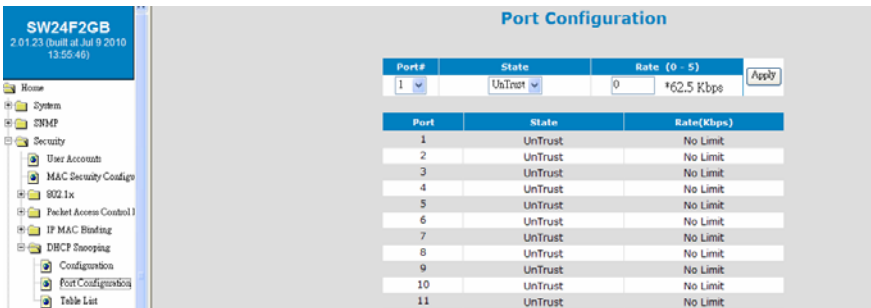 SW24F2GB
2.01.23 (built at Jul 9 2010
13:55:46)
Home
System
SNMP
Security
User Accounts
MAC Security Configu
802.1x
Packet Access Control l
IP MAC Binding
DHCP Snooping
Configuration
Port Configuration
Table List
Port Configuration
Port# State Rate (0 - 5)
1 UnTrust 0 *62.5 Kbps Apply
Port State Rate(Kbps)
1 UnTrust No Limit
2 UnTrust No Limit
3 UnTrust No Limit
4 UnTrust No Limit
5 UnTrust No Limit
6 UnTrust No Limit
7 UnTrust No Limit
8 UnTrust No Limit
9 UnTrust No Limit
10 UnTrust No Limit
11 UnTrust No Limit